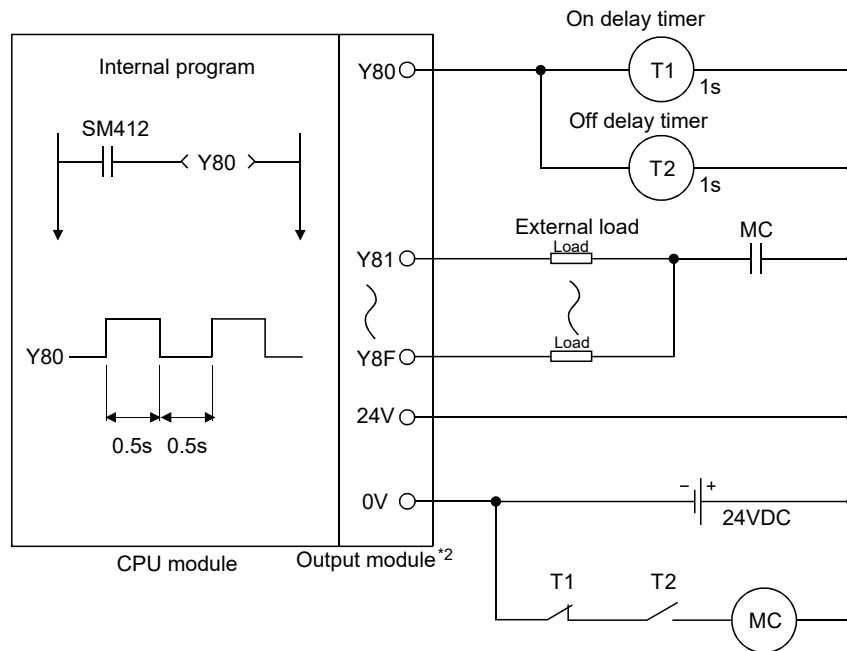 On delay timer
Internal program
Y80
T1
1s
SM412
Off delay timer
Y80
T2
1s
External load
MC
Y81
Load
Y80
Y8F
Load
24V
0.5s 0.5s
0V
− +
24VDC
CPU module
Output module*2
T1
T2
MC